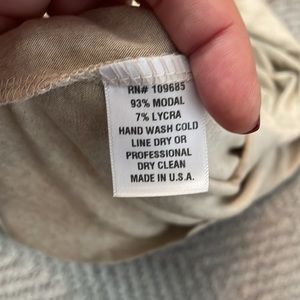 RN# 109685
93% MODAL
7% LYCRA
HAND WASH COLD
LINE DRY OR
PROFESSIONAL
DRY CLEAN
MADE IN U.S.A.